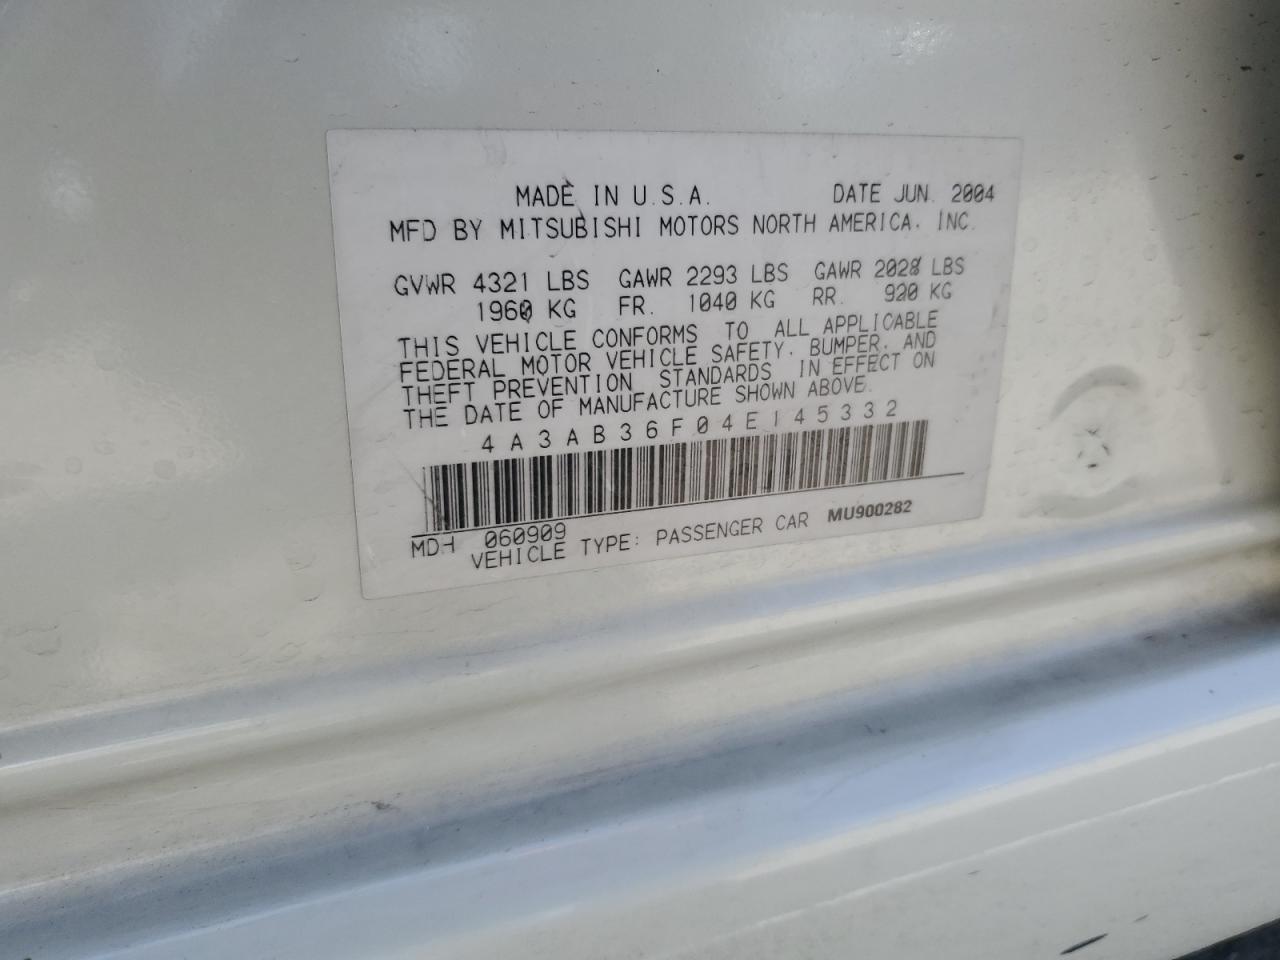 MADE IN U.S.A. DATE JUN. 2004
MFD BY MITSUBISHI MOTORS NORTH AMERICA, INC.
GVWR 4321 LBS GAWR 2293 LBS GAWR 2028 LBS
1960 KG FR. 1040 KG RR. 920 KG
THIS VEHICLE CONFORMS TO ALL APPLICABLE
FEDERAL MOTOR VEHICLE SAFETY, BUMPER, AND
THEFT PREVENTION STANDARDS IN EFFECT ON
THE DATE OF MANUFACTURE SHOWN ABOVE.
4A3AB36F04E145332
MDH 060909
VEHICLE TYPE: PASSENGER CAR MU900282